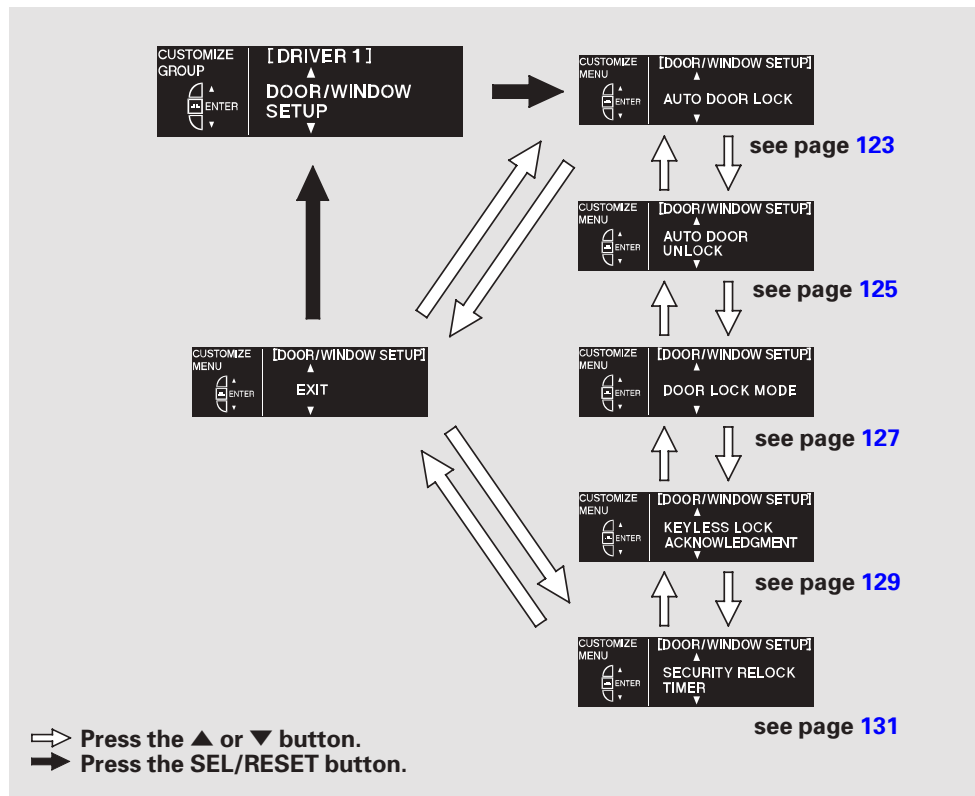 CUSTOMIZE
GROUP
▲
ENTER
▼
[DRIVER 1]
▲
DOOR/WINDOW
SETUP
▼
CUSTOMIZE
MENU
▲
ENTER
▼
[DOOR/WINDOW SETUP]
▲
AUTO DOOR LOCK
▼
see page 123
CUSTOMIZE
MENU
▲
ENTER
▼
[DOOR/WINDOW SETUP]
▲
AUTO DOOR
UNLOCK
▼
see page 125
CUSTOMIZE
MENU
▲
ENTER
▼
[DOOR/WINDOW SETUP]
▲
EXIT
▼
CUSTOMIZE
MENU
▲
ENTER
▼
[DOOR/WINDOW SETUP]
▲
DOOR LOCK MODE
▼
see page 127
CUSTOMIZE
MENU
▲
ENTER
▼
[DOOR/WINDOW SETUP]
▲
KEYLESS LOCK
ACKNOWLEDGMENT
▼
see page 129
CUSTOMIZE
MENU
▲
ENTER
▼
[DOOR/WINDOW SETUP]
▲
SECURITY RELOCK
TIMER
▼
see page 131
Press the ▲ or ▼ button.
Press the SEL/RESET button.